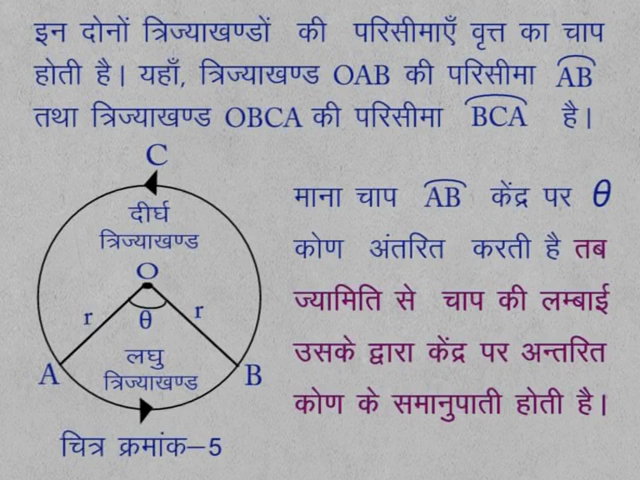 इन दोनों त्रिज्याखण्डों की परिसीमाएँ वृत्त का चाप
होती है। यहाँ, त्रिज्याखण्ड OAB की परिसीमा AB
तथा त्रिज्याखण्ड OBCA की परिसीमा BCA है।
C
दीर्घ
त्रिज्याखण्ड
O
r θ r
लघु
त्रिज्याखण्ड
A B
चित्र क्रमांक–5
माना चाप AB केंद्र पर θ
कोण अंतरित करती है तब
ज्यामिति से चाप की लम्बाई
उसके द्वारा केंद्र पर अन्तरित
कोण के समानुपाती होती है।